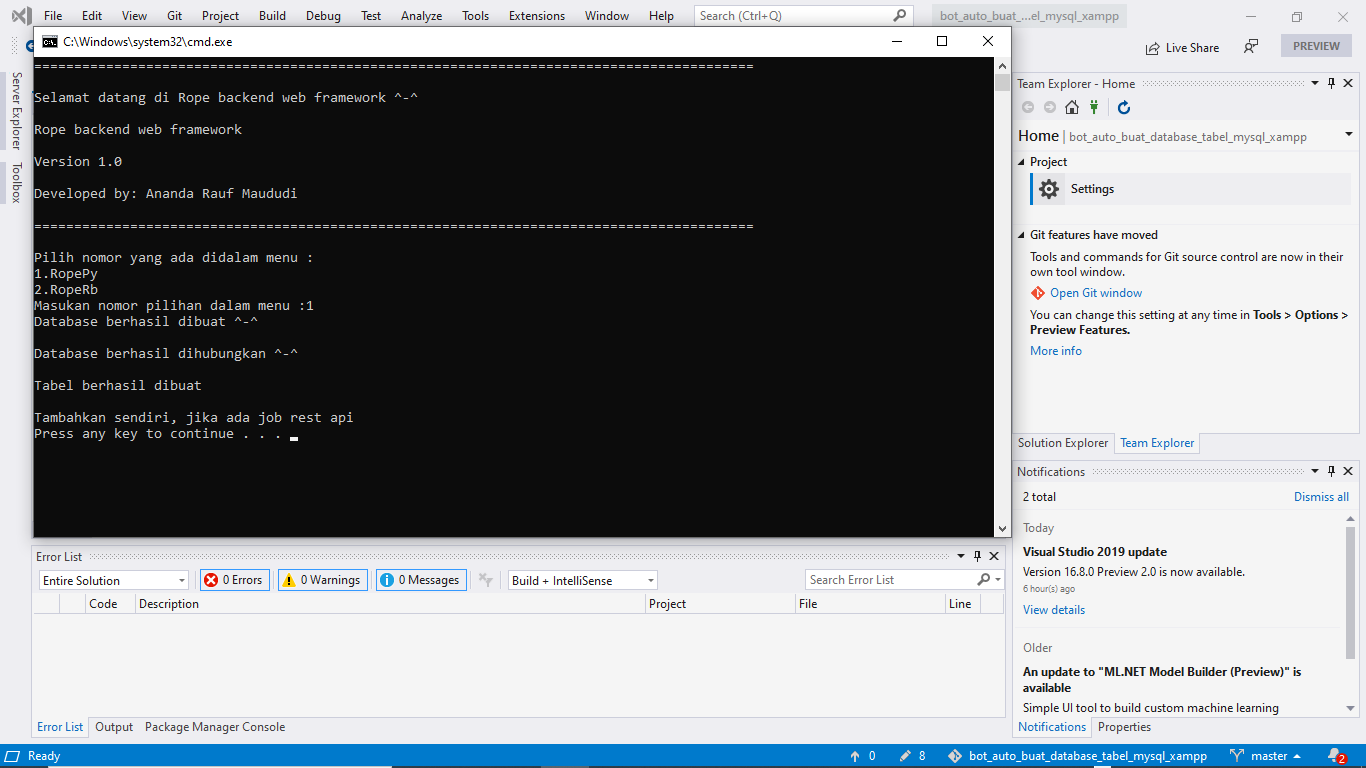 File Edit View Git Project Build Debug Test Analyze Tools Extensions Window Help Search (Ctrl+Q) bot_auto_buat_...el_mysql_xampp
Live Share PREVIEW
Server Explorer
Toolbox
C:\Windows\system32\cmd.exe
==========================================================================================
Selamat datang di Rope backend web framework ^-^
Rope backend web framework
Version 1.0
Developed by: Ananda Rauf Maududi
==========================================================================================
Pilih nomor yang ada didalam menu :
1.RopePy
2.RopeRb
Masukan nomor pilihan dalam menu :1
Database berhasil dibuat ^-^
Database berhasil dihubungkan ^-^
Tabel berhasil dibuat
Tambahkan sendiri, jika ada job rest api
Press any key to continue . . .
Team Explorer - Home
Home | bot_auto_buat_database_tabel_mysql_xampp
Project
Settings
Git features have moved
Tools and commands for Git source control are now in their
own tool window.
Open Git window
You can change this setting at any time in Tools > Options >
Preview Features.
More info
Solution Explorer Team Explorer
Notifications
2 total Dismiss all
Today
Visual Studio 2019 update
Version 16.8.0 Preview 2.0 is now available.
6 hour(s) ago
View details
Older
An update to "ML.NET Model Builder (Preview)" is
available
Simple UI tool to build custom machine learning
Notifications Properties
Error List
Entire Solution 0 Errors 0 Warnings 0 Messages Build + IntelliSense Search Error List
Code Description Project File Line
Error List Output Package Manager Console
Ready 0 8 bot_auto_buat_database_tabel_mysql_xampp master 2